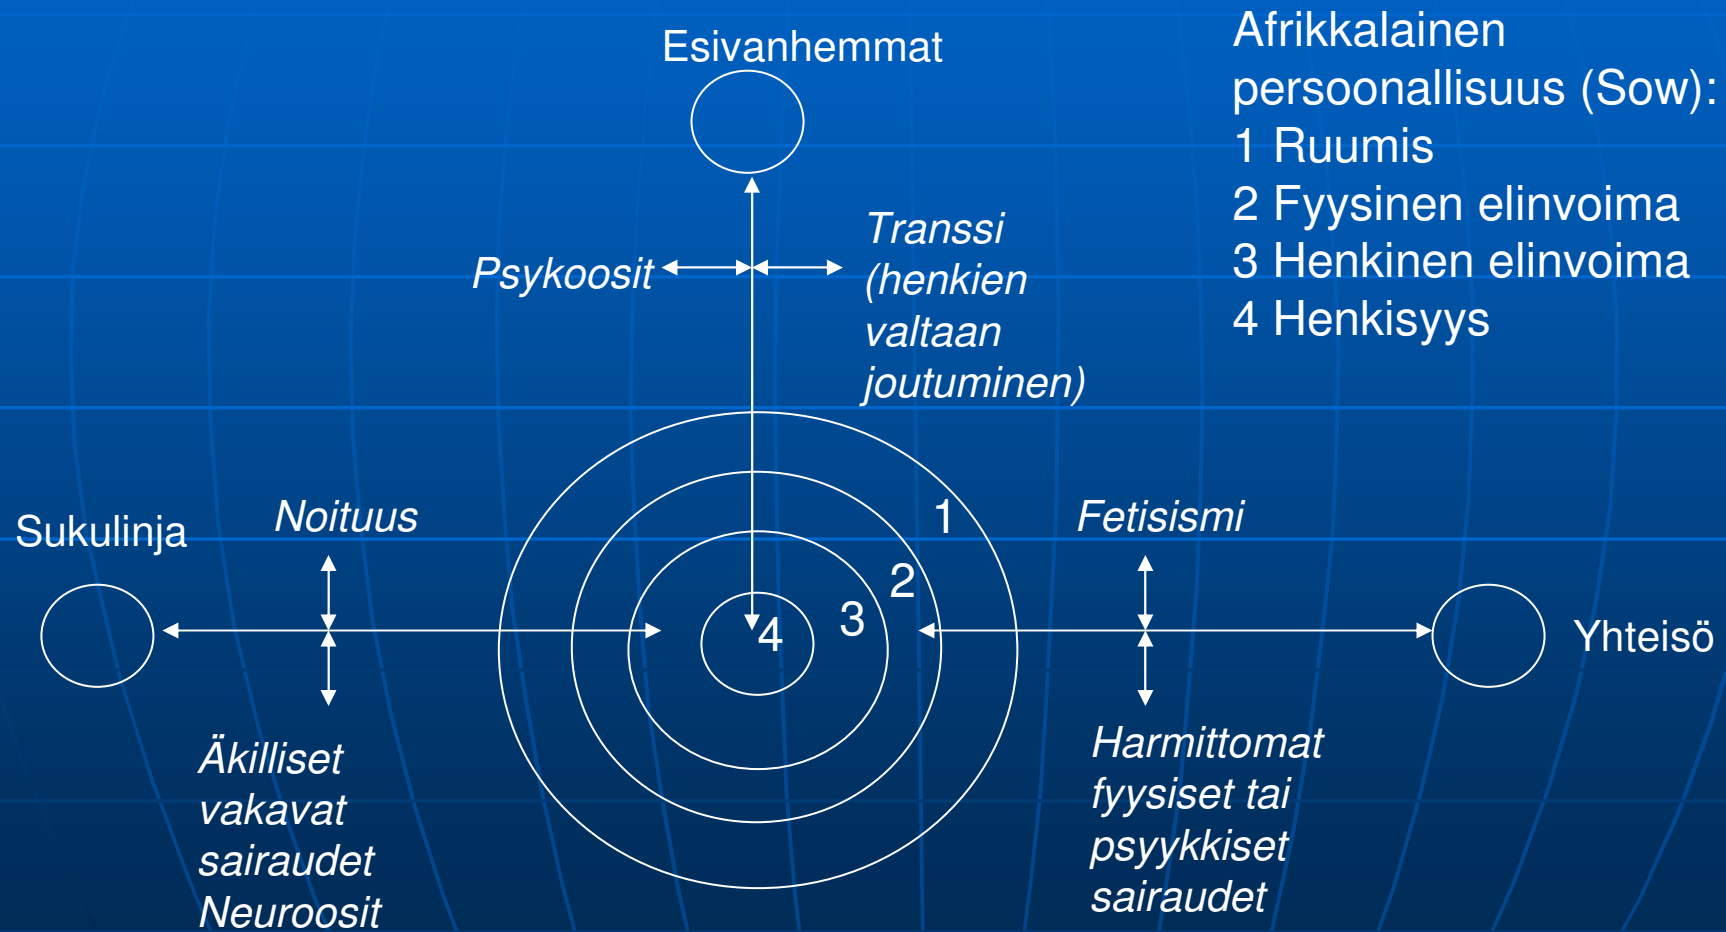 Esivanhemmat
Afrikkalainen
persoonallisuus (Sow):
1 Ruumis
2 Fyysinen elinvoima
3 Henkinen elinvoima
4 Henkisyys
Psykoosit
Transsi
(henkien
valtaan
joutuminen)
Sukulinja
Noituus
1
2
3
4
Fetisismi
Yhteisö
Äkilliset
vakavat
sairaudet
Neuroosit
Harmittomat
fyysiset tai
psyykkiset
sairaudet